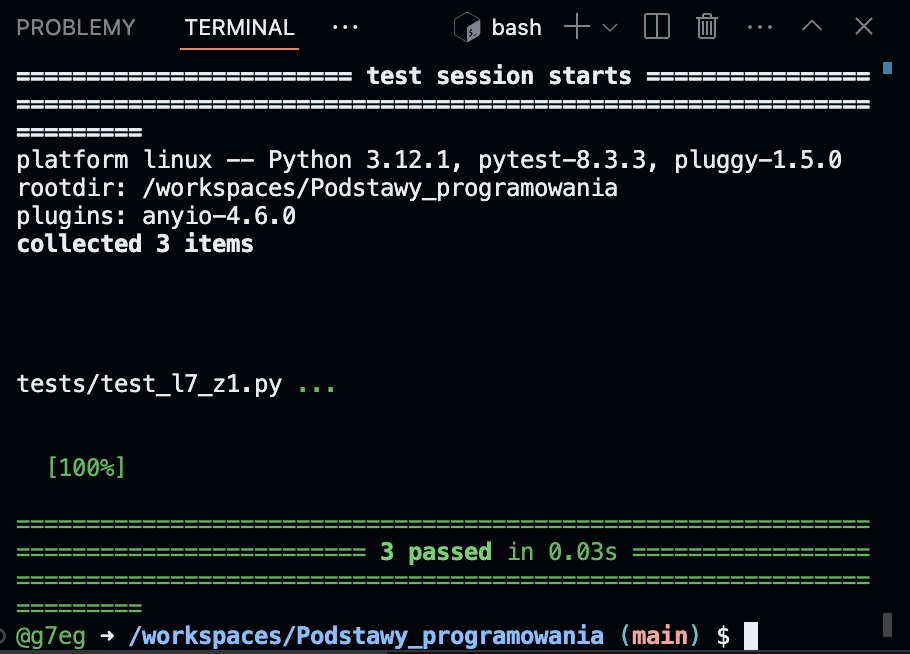 PROBLEMY TERMINAL ··· bash
======================== test session starts ================
=============================================================
=========
platform linux -- Python 3.12.1, pytest-8.3.3, pluggy-1.5.0
rootdir: /workspaces/Podstawy_programowania
plugins: anyio-4.6.0
collected 3 items
tests/test_l7_z1.py ...
[100%]
=============================================================
========================= 3 passed in 0.03s =================
=============================================================
=========
@g7eg ➜ /workspaces/Podstawy_programowania (main) $